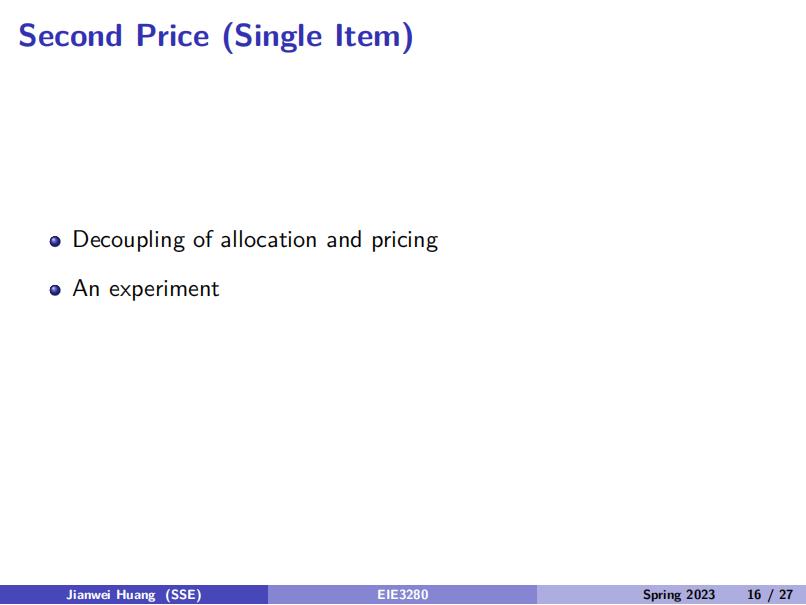 Second Price (Single Item)
Decoupling of allocation and pricing
An experiment
Jianwei Huang (SSE) EIE3280 Spring 2023 16 / 27